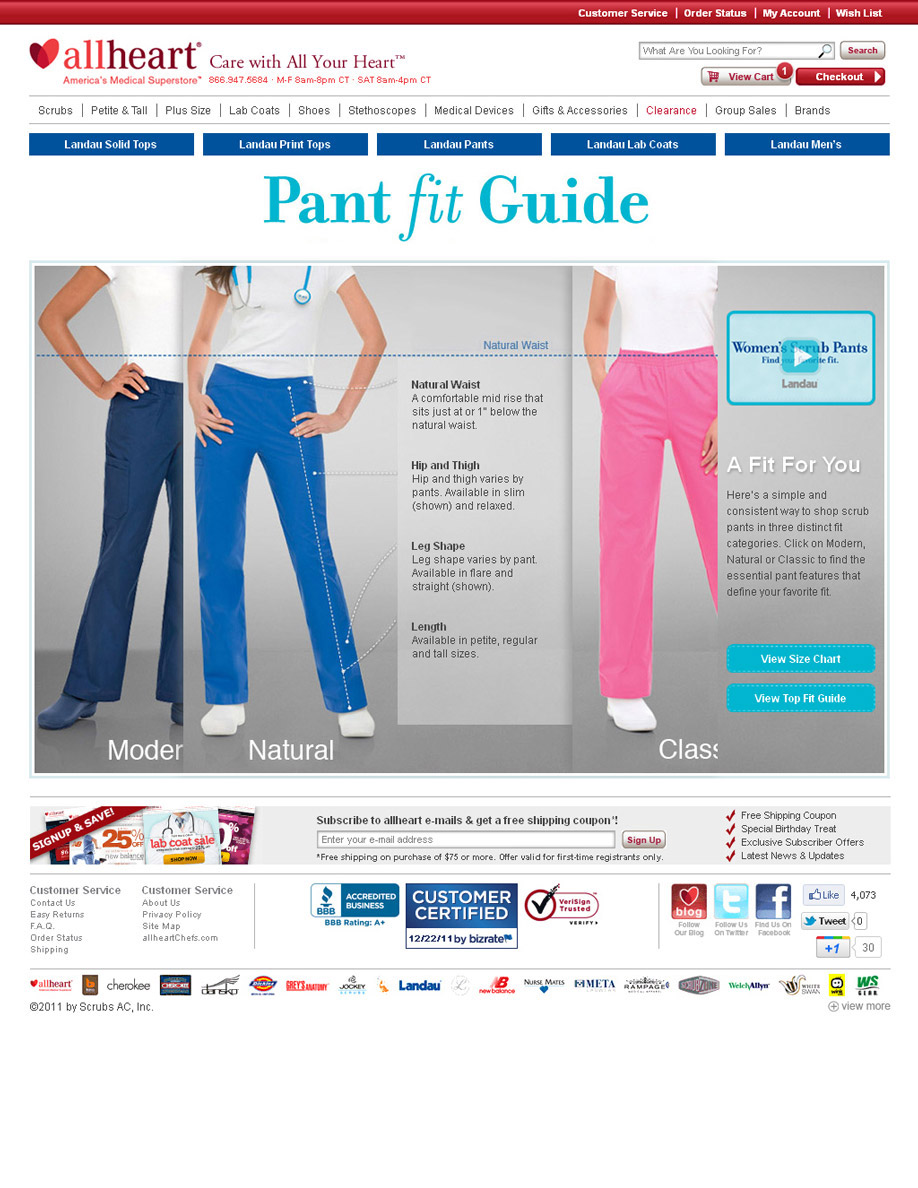 Customer Service | Order Status | My Account | Wish List
allheart®
Care with All Your Heart™
America's Medical Superstore™
866.947.5684 · M-F 8am-8pm CT · SAT 8am-4pm CT
What Are You Looking For?
Search
View Cart
1
Checkout
Scrubs | Petite & Tall | Plus Size | Lab Coats | Shoes | Stethoscopes | Medical Devices | Gifts & Accessories | Clearance | Group Sales | Brands
Landau Solid Tops
Landau Print Tops
Landau Pants
Landau Lab Coats
Landau Men's
Pant fit Guide
Natural Waist
Natural Waist
A comfortable mid rise that
sits just at or 1" below the
natural waist.
Hip and Thigh
Hip and thigh varies by
pants. Available in slim
(shown) and relaxed.
Leg Shape
Leg shape varies by pant.
Available in flare and
straight (shown).
Length
Available in petite, regular
and tall sizes.
Moder
Natural
Clas
Women's Scrub Pants
Find your favorite fit.
Landau
A Fit For You
Here's a simple and
consistent way to shop scrub
pants in three distinct fit
categories. Click on Modern,
Natural or Classic to find the
essential pant features that
define your favorite fit.
View Size Chart
View Top Fit Guide
SIGNUP & SAVE!
allheart
25%
OFF
new balance
lab coat sale
SHOP NOW
Subscribe to allheart e-mails & get a free shipping coupon*!
Enter your e-mail address
Sign Up
*Free shipping on purchase of $75 or more. Offer valid for first-time registrants only.
Free Shipping Coupon
Special Birthday Treat
Exclusive Subscriber Offers
Latest News & Updates
Customer Service
Contact Us
Easy Returns
F.A.Q.
Order Status
Shipping
Customer Service
About Us
Privacy Policy
Site Map
allheartChefs.com
BBB
ACCREDITED
BUSINESS
BBB Rating: A+
CUSTOMER
CERTIFIED
12/22/11 by bizrate
VeriSign
Trusted
VERIFY
blog
Follow
Our Blog
Follow Us
On Twitter
Find Us On
Facebook
Like
4,073
Tweet
0
+1
30
allheart
cherokee
CHEROKEE
dansko
Dickies
GREY'S ANATOMY
JOCKEY
Landau
new balance
NURSE MATES
META
RAMPAGE
WelchAllyn
WHITE
SWAN
WS
GEAR
©2011 by Scrubs AC, Inc.
view more